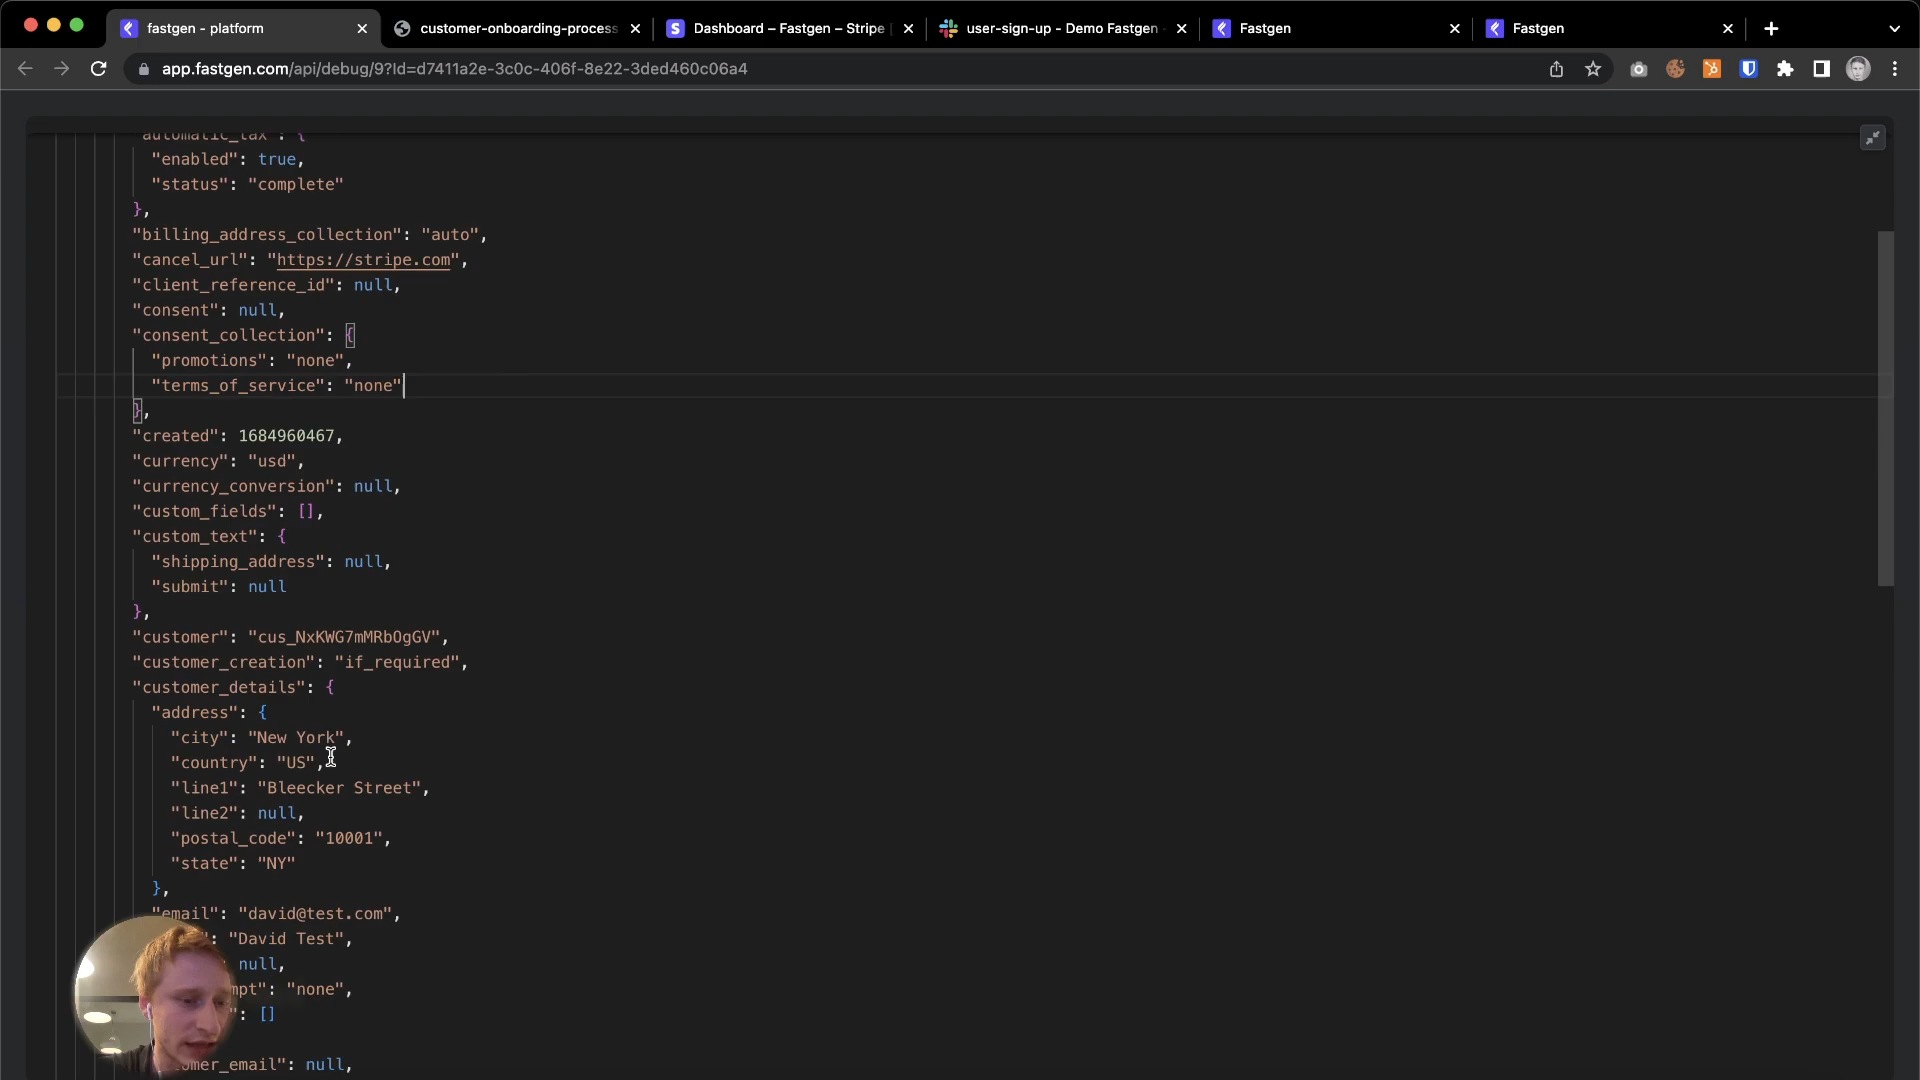 fastgen - platform
customer-onboarding-process
Dashboard – Fastgen – Stripe
user-sign-up - Demo Fastgen
Fastgen
Fastgen
app.fastgen.com/api/debug/9?Id=d7411a2e-3c0c-406f-8e22-3ded460c06a4
automatic_tax": {
"enabled": true,
"status": "complete"
},
"billing_address_collection": "auto",
"cancel_url": "https://stripe.com",
"client_reference_id": null,
"consent": null,
"consent_collection": {
"promotions": "none",
"terms_of_service": "none"
},
"created": 1684960467,
"currency": "usd",
"currency_conversion": null,
"custom_fields": [],
"custom_text": {
"shipping_address": null,
"submit": null
},
"customer": "cus_NxKWG7mMRbOgGV",
"customer_creation": "if_required",
"customer_details": {
"address": {
"city": "New York",
"country": "US",
"line1": "Bleecker Street",
"line2": null,
"postal_code": "10001",
"state": "NY"
},
"email": "david@test.com",
": "David Test",
null,
mpt": "none",
": []
omer_email": null,